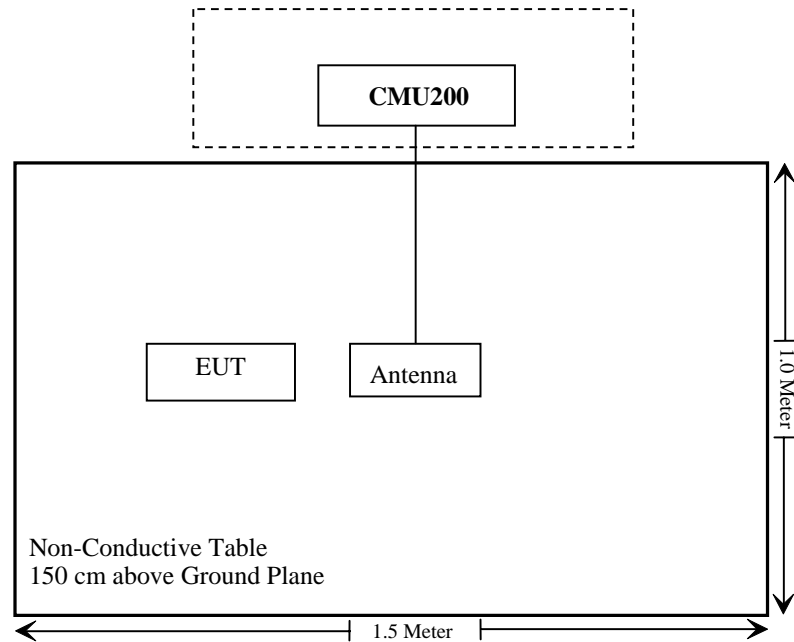 CMU200
EUT
Antenna
1.0 Meter
Non-Conductive Table
150 cm above Ground Plane
1.5 Meter